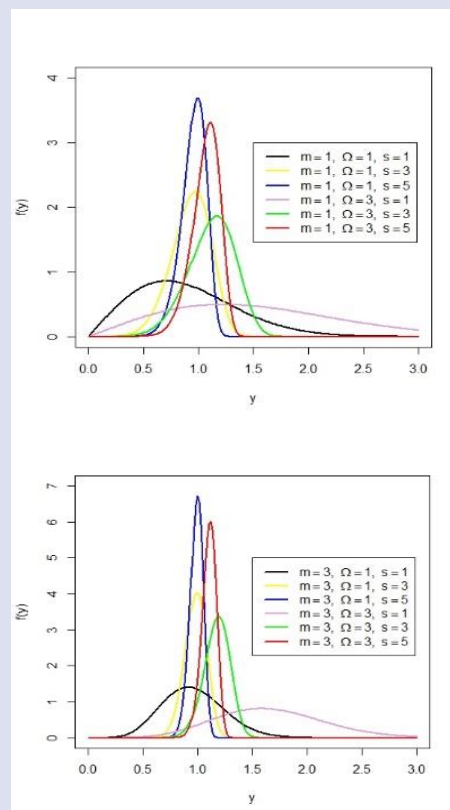 4
3
2
1
0
f(y)
m = 1, Ω = 1, s = 1
m = 1, Ω = 1, s = 3
m = 1, Ω = 1, s = 5
m = 1, Ω = 3, s = 1
m = 1, Ω = 3, s = 3
m = 1, Ω = 3, s = 5
0.0 0.5 1.0 1.5 2.0 2.5 3.0
y
7
6
5
4
3
2
1
0
f(y)
m = 3, Ω = 1, s = 1
m = 3, Ω = 1, s = 3
m = 3, Ω = 1, s = 5
m = 3, Ω = 3, s = 1
m = 3, Ω = 3, s = 3
m = 3, Ω = 3, s = 5
0.0 0.5 1.0 1.5 2.0 2.5 3.0
y